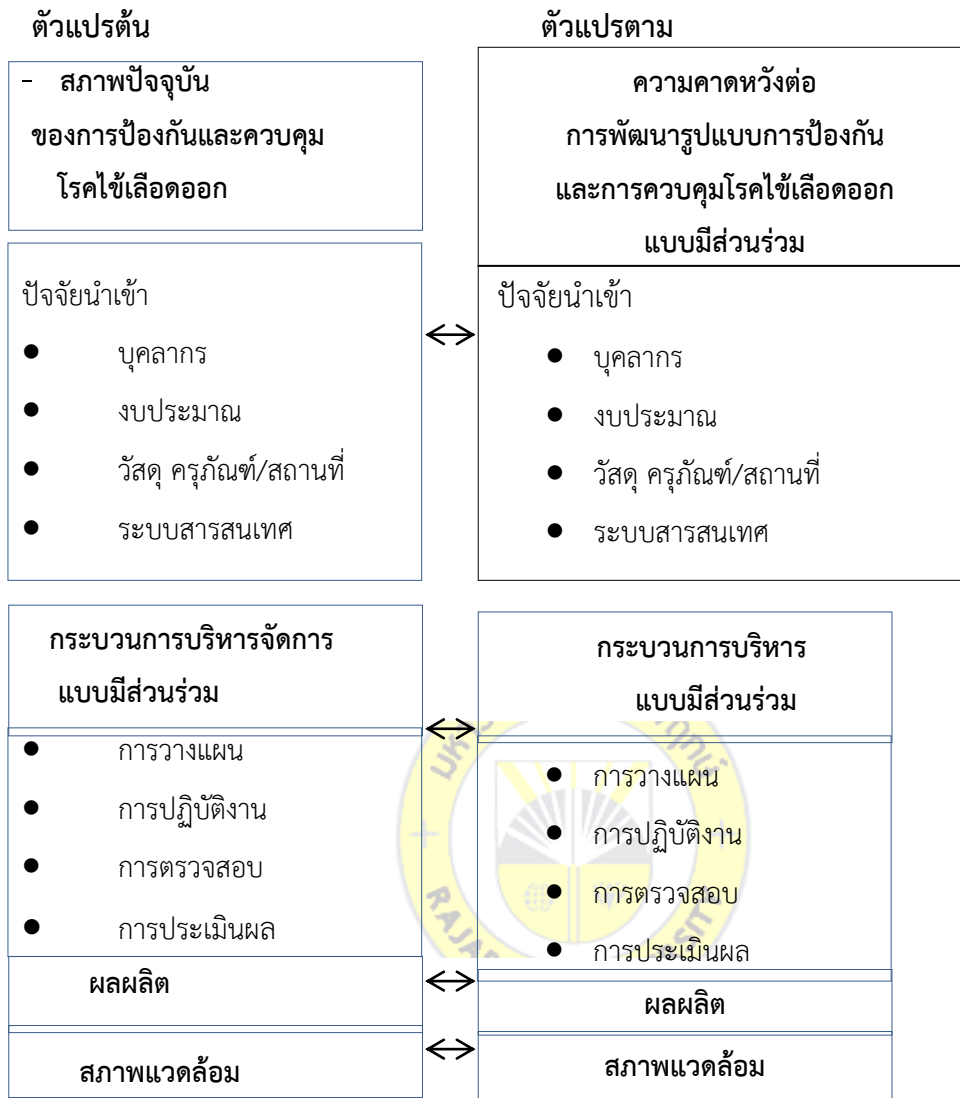 ตัวแปรต้น
ตัวแปรตาม
- สภาพปัจจุบัน
ของการป้องกันและควบคุม
โรคไข้เลือดออก
ความคาดหวังต่อ
การพัฒนารูปแบบการป้องกัน
และการควบคุมโรคไข้เลือดออก
แบบมีส่วนร่วม
ปัจจัยนำเข้า
● บุคลากร
● งบประมาณ
● วัสดุ ครุภัณฑ์/สถานที่
● ระบบสารสนเทศ
ปัจจัยนำเข้า
● บุคลากร
● งบประมาณ
● วัสดุ ครุภัณฑ์/สถานที่
● ระบบสารสนเทศ
กระบวนการบริหารจัดการ
แบบมีส่วนร่วม
● การวางแผน
● การปฏิบัติงาน
● การตรวจสอบ
● การประเมินผล
กระบวนการบริหาร
แบบมีส่วนร่วม
● การวางแผน
● การปฏิบัติงาน
● การตรวจสอบ
● การประเมินผล
ผลผลิต
ผลผลิต
สภาพแวดล้อม
สภาพแวดล้อม